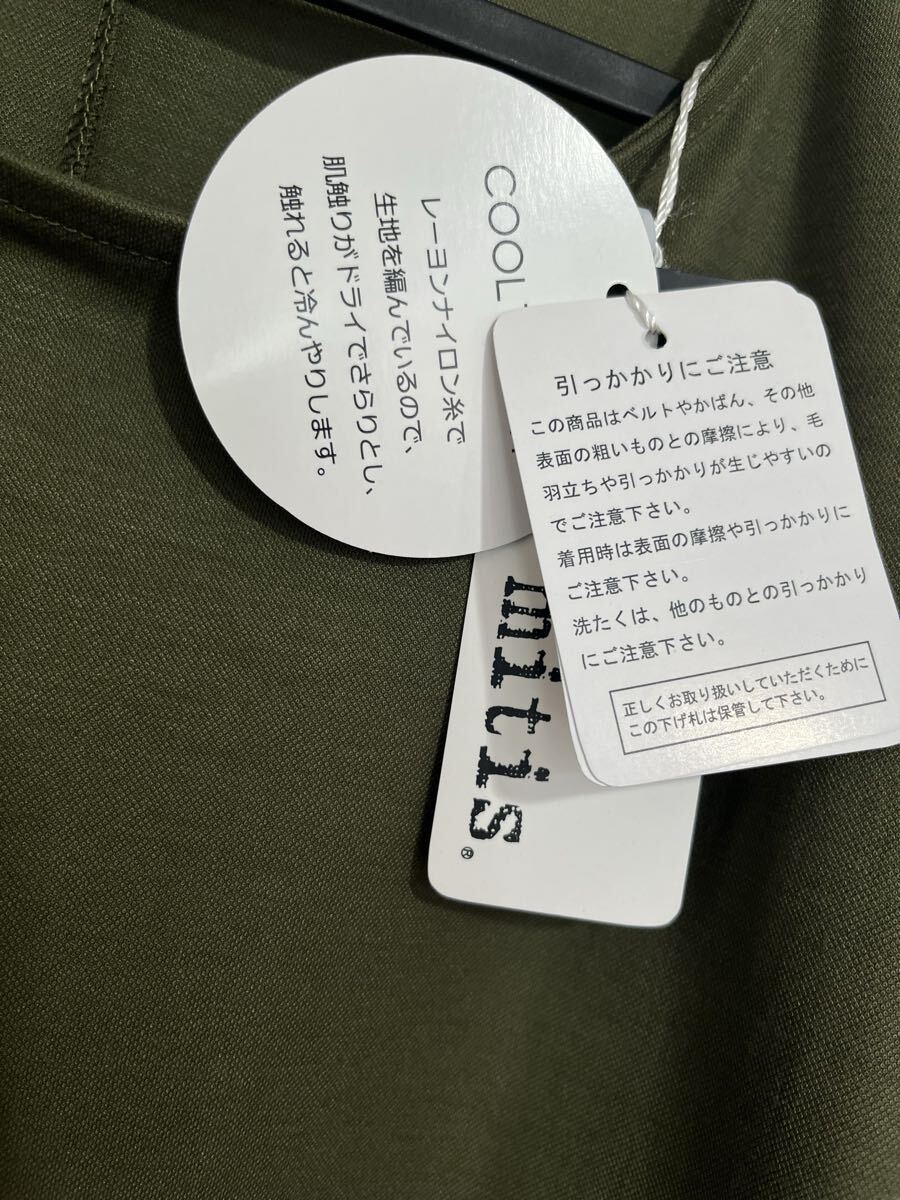 COOL
レーヨンナイロン糸で
生地を編んでいるので、
肌触りがドライでさらりとし、
触れると冷んやりします。
引っかかりにご注意
この商品はベルトやかばん、その他
表面の粗いものとの摩擦により、毛
羽立ちや引っかかりが生じやすいの
でご注意下さい。
着用時は表面の摩擦や引っかかりに
ご注意下さい。
洗たくは、他のものとの引っかかり
にご注意下さい。
正しくお取り扱いしていただくために
この下げ札は保管して下さい。
mitis®